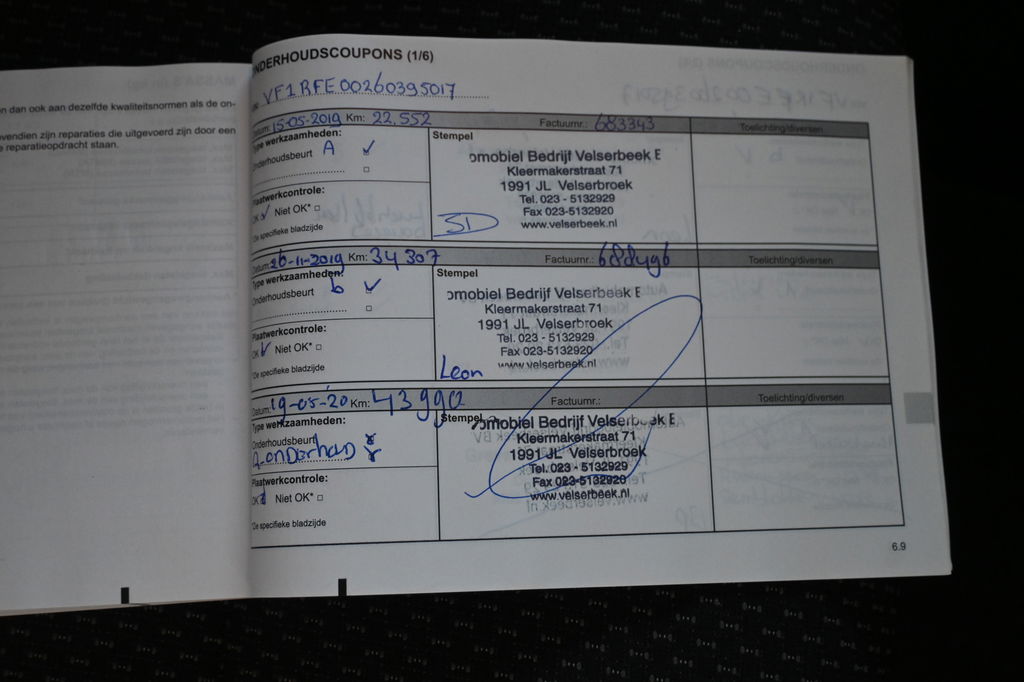 n dan ook aan dezelfde kwaliteitsnormen als de on-
vendien zijn reparaties die uitgevoerd zijn door een
e reparatieopdracht staan.
NDERHOUDSCOUPONS (1/6)
VF1RFE00260395017
Datum: 15-05-2019 Km: 22.552 Factuurnr.: 683343 Toelichting/diversen
Type werkzaamheden:
Onderhoudsbeurt A
Stempel
omobiel Bedrijf Velserbeek E
Kleermakerstraat 71
1991 JL Velserbroek
Tel. 023 - 5132929
Fax 023-5132920
www.velserbeek.nl
Plaatwerkcontrole:
OK Niet OK*
*Zie specifieke bladzijde
Datum: 26-11-2019 Km: 34307 Factuurnr.: 688496 Toelichting/diversen
Type werkzaamheden:
Onderhoudsbeurt b
Stempel
omobiel Bedrijf Velserbeek E
Kleermakerstraat 71
1991 JL Velserbroek
Tel. 023 - 5132929
Fax 023-5132920
www.velserbeek.nl
Leon
Plaatwerkcontrole:
OK Niet OK*
*Zie specifieke bladzijde
Datum: 19-05-'20 Km: 43990 Factuurnr.: Toelichting/diversen
Type werkzaamheden:
Onderhoudsbeurt
A-onderhoud
Stempel
omobiel Bedrijf Velserbeek E
Kleermakerstraat 71
1991 JL Velserbroek
Tel. 023 - 5132929
Fax 023-5132920
www.velserbeek.nl
Plaatwerkcontrole:
OK Niet OK*
*Zie specifieke bladzijde
6.9